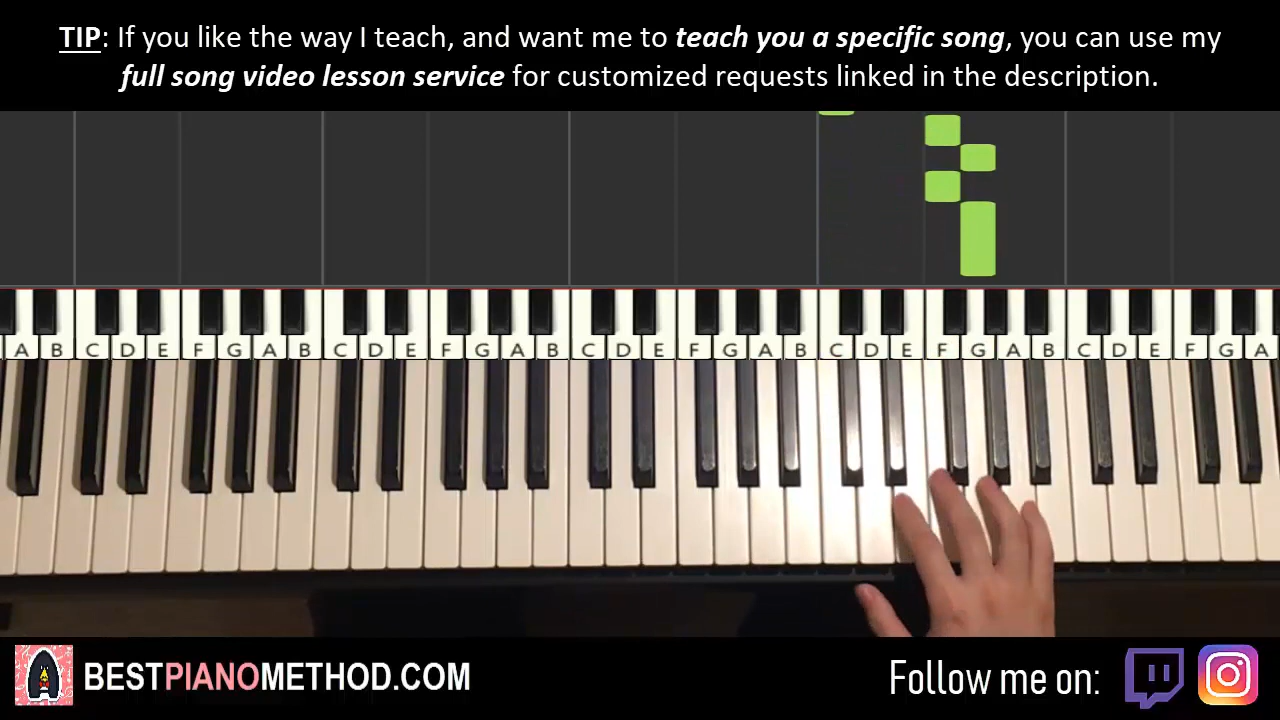 TIP: If you like the way I teach, and want me to teach you a specific song, you can use my
full song video lesson service for customized requests linked in the description.
A B C D E F G A B C D E F G A B C D E F G A B C D E F G A B C D E F G A
BESTPIANOMETHOD.COM
Follow me on: